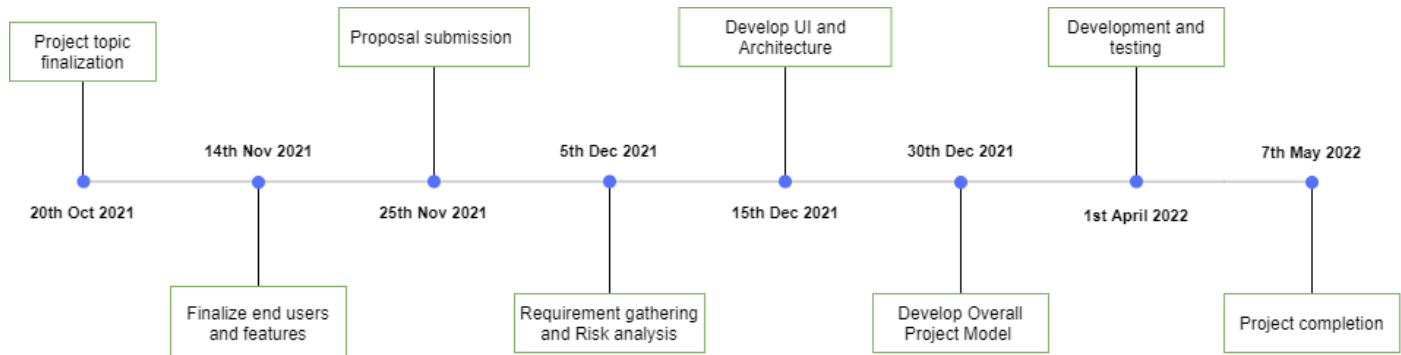 Project topic
finalization
Proposal submission
Develop UI and
Architecture
Development and
testing
14th Nov 2021
5th Dec 2021
30th Dec 2021
7th May 2022
20th Oct 2021
25th Nov 2021
15th Dec 2021
1st April 2022
Finalize end users
and features
Requirement gathering
and Risk analysis
Develop Overall
Project Model
Project completion